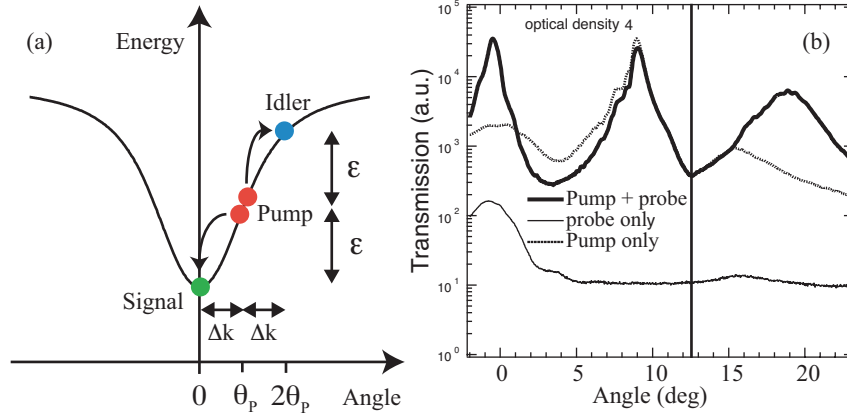 (a)
Energy
Idler
Pump
Signal
ε
ε
Δk Δk
0 θP 2θP Angle
optical density 4
(b)
Transmission (a.u.)
10^5
10^4
10^3
10^2
10^1
10^0
Pump + probe
probe only
Pump only
0 5 10 15 20
Angle (deg)